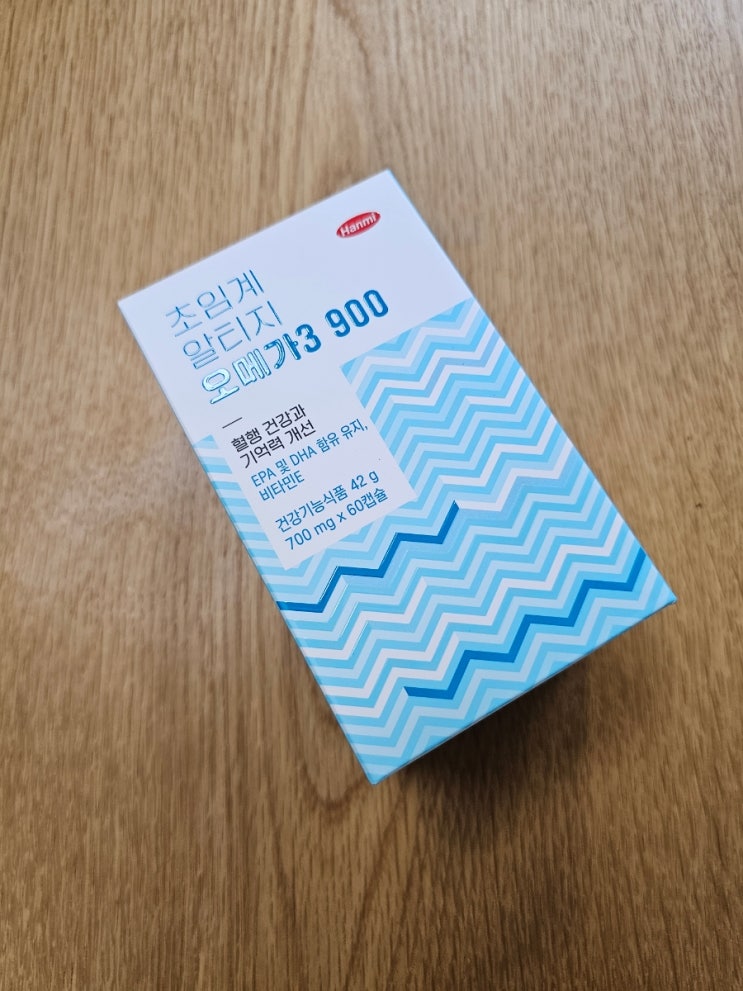 Hanmi
초임계
알티지
오메가3 900
혈행 건강과
기억력 개선
EPA 및 DHA 함유 유지,
비타민E
건강기능식품 42 g
700 mg x 60캡슐